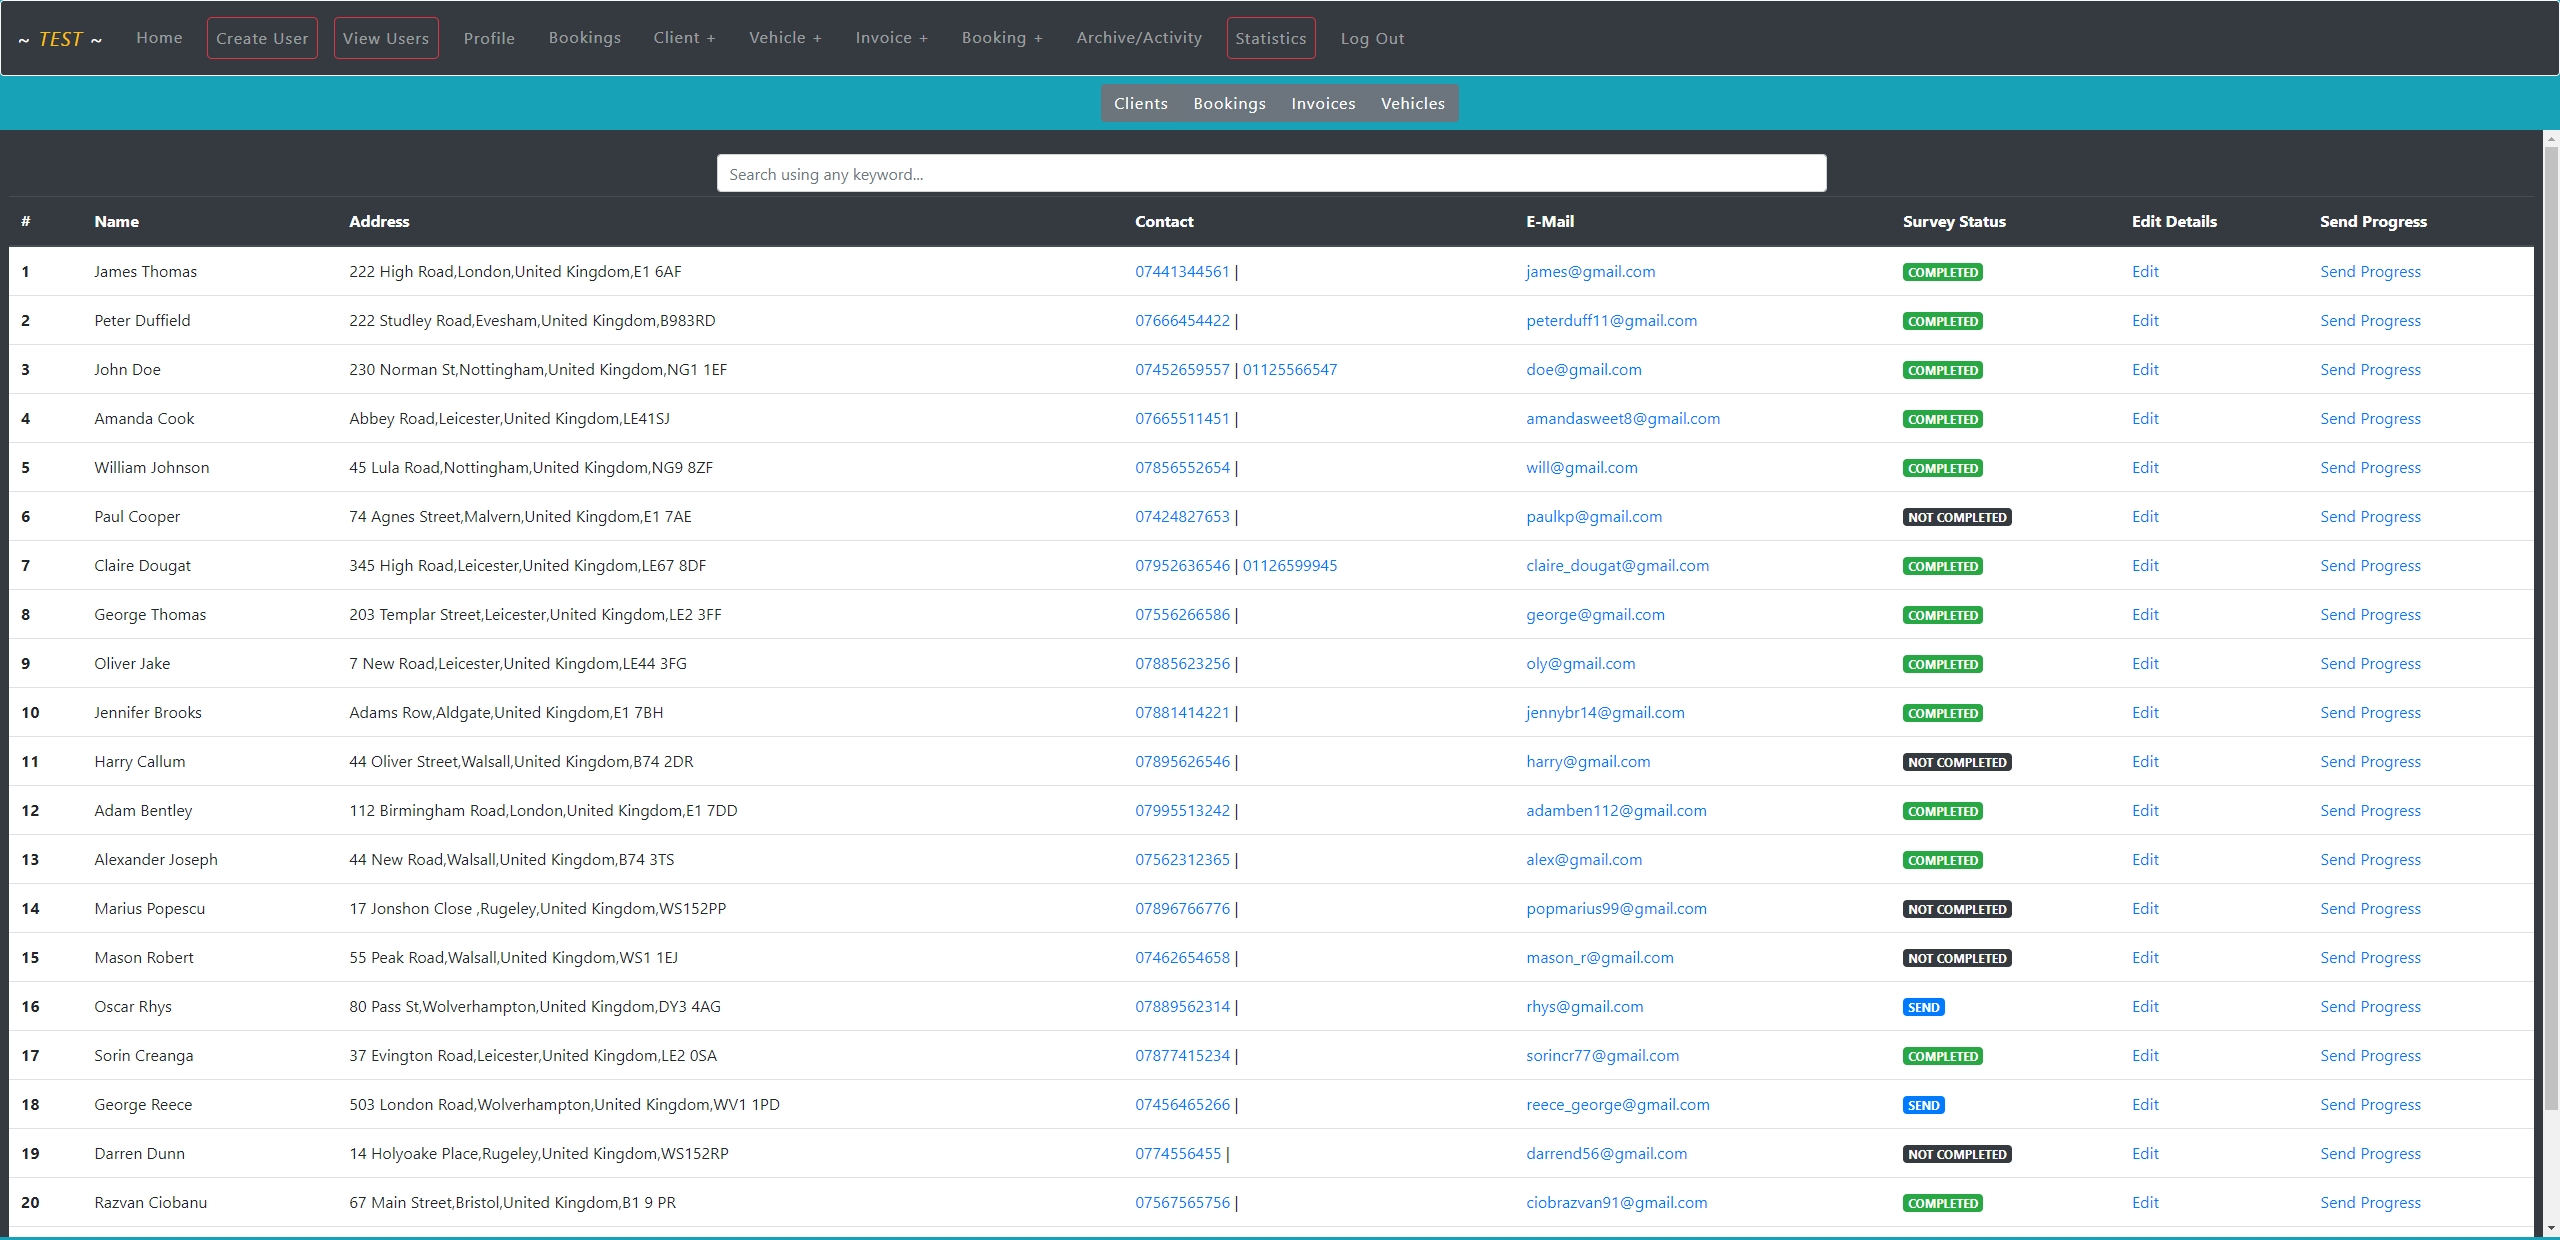 ~ TEST ~ Home Create User View Users Profile Bookings Client + Vehicle + Invoice + Booking + Archive/Activity Statistics Log Out
Clients Bookings Invoices Vehicles
Search using any keyword...
# Name Address Contact E-Mail Survey Status Edit Details Send Progress
1 James Thomas 222 High Road,London,United Kingdom,E1 6AF 07441344561 | james@gmail.com COMPLETED Edit Send Progress
2 Peter Duffield 222 Studley Road,Evesham,United Kingdom,B983RD 07666454422 | peterduff11@gmail.com COMPLETED Edit Send Progress
3 John Doe 230 Norman St,Nottingham,United Kingdom,NG1 1EF 07452659557 | 01125566547 doe@gmail.com COMPLETED Edit Send Progress
4 Amanda Cook Abbey Road,Leicester,United Kingdom,LE41SJ 07665511451 | amandasweet8@gmail.com COMPLETED Edit Send Progress
5 William Johnson 45 Lula Road,Nottingham,United Kingdom,NG9 8ZF 07856552654 | will@gmail.com COMPLETED Edit Send Progress
6 Paul Cooper 74 Agnes Street,Malvern,United Kingdom,E1 7AE 07424827653 | paulkp@gmail.com NOT COMPLETED Edit Send Progress
7 Claire Dougat 345 High Road,Leicester,United Kingdom,LE67 8DF 07952636546 | 01126599945 claire_dougat@gmail.com COMPLETED Edit Send Progress
8 George Thomas 203 Templar Street,Leicester,United Kingdom,LE2 3FF 07556266586 | george@gmail.com COMPLETED Edit Send Progress
9 Oliver Jake 7 New Road,Leicester,United Kingdom,LE44 3FG 07885623256 | oly@gmail.com COMPLETED Edit Send Progress
10 Jennifer Brooks Adams Row,Aldgate,United Kingdom,E1 7BH 07881414221 | jennybr14@gmail.com COMPLETED Edit Send Progress
11 Harry Callum 44 Oliver Street,Walsall,United Kingdom,B74 2DR 07895626546 | harry@gmail.com NOT COMPLETED Edit Send Progress
12 Adam Bentley 112 Birmingham Road,London,United Kingdom,E1 7DD 07995513242 | adamben112@gmail.com COMPLETED Edit Send Progress
13 Alexander Joseph 44 New Road,Walsall,United Kingdom,B74 3TS 07562312365 | alex@gmail.com COMPLETED Edit Send Progress
14 Marius Popescu 17 Jonshon Close ,Rugeley,United Kingdom,WS152PP 07896766776 | popmarius99@gmail.com NOT COMPLETED Edit Send Progress
15 Mason Robert 55 Peak Road,Walsall,United Kingdom,WS1 1EJ 07462654658 | mason_r@gmail.com NOT COMPLETED Edit Send Progress
16 Oscar Rhys 80 Pass St,Wolverhampton,United Kingdom,DY3 4AG 07889562314 | rhys@gmail.com SEND Edit Send Progress
17 Sorin Creanga 37 Evington Road,Leicester,United Kingdom,LE2 0SA 07877415234 | sorincr77@gmail.com COMPLETED Edit Send Progress
18 George Reece 503 London Road,Wolverhampton,United Kingdom,WV1 1PD 07456465266 | reece_george@gmail.com SEND Edit Send Progress
19 Darren Dunn 14 Holyoake Place,Rugeley,United Kingdom,WS152RP 0774556455 | darrend56@gmail.com NOT COMPLETED Edit Send Progress
20 Razvan Ciobanu 67 Main Street,Bristol,United Kingdom,B1 9 PR 07567565756 | ciobrazvan91@gmail.com COMPLETED Edit Send Progress